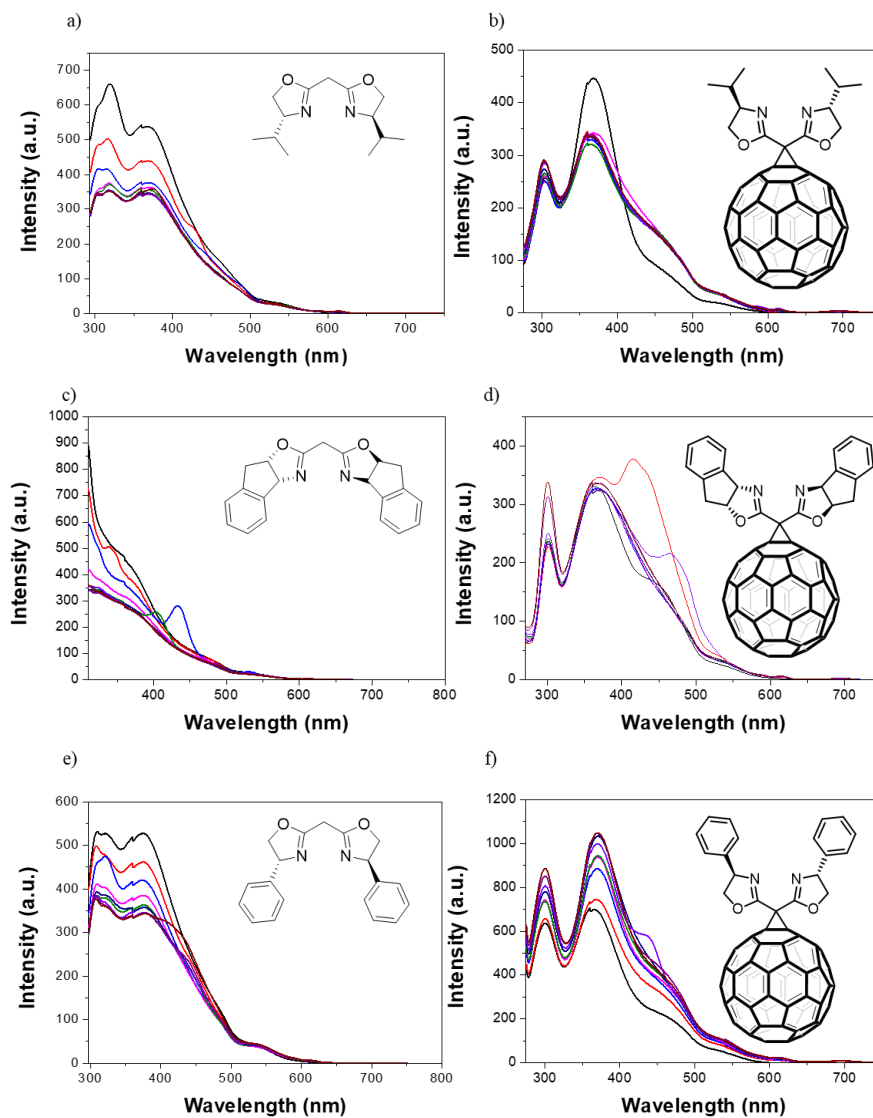 a)
Intensity (a.u.)
700
600
500
400
300
200
100
0
O
O
N
N
300 400 500 600 700
Wavelength (nm)
b)
Intensity (a.u.)
500
400
300
200
100
0
N
N
O
O
300 400 500 600 700
Wavelength (nm)
c)
Intensity (a.u.)
1000
900
800
700
600
500
400
300
200
100
0
O
O
N
N
400 500 600 700 800
Wavelength (nm)
d)
Intensity (a.u.)
400
300
200
100
0
N
N
O
O
300 400 500 600 700
Wavelength (nm)
e)
Intensity (a.u.)
600
500
400
300
200
100
0
O
O
N
N
300 400 500 600 700 800
Wavelength (nm)
f)
Intensity (a.u.)
1200
1000
800
600
400
200
0
N
N
O
O
300 400 500 600 700
Wavelength (nm)